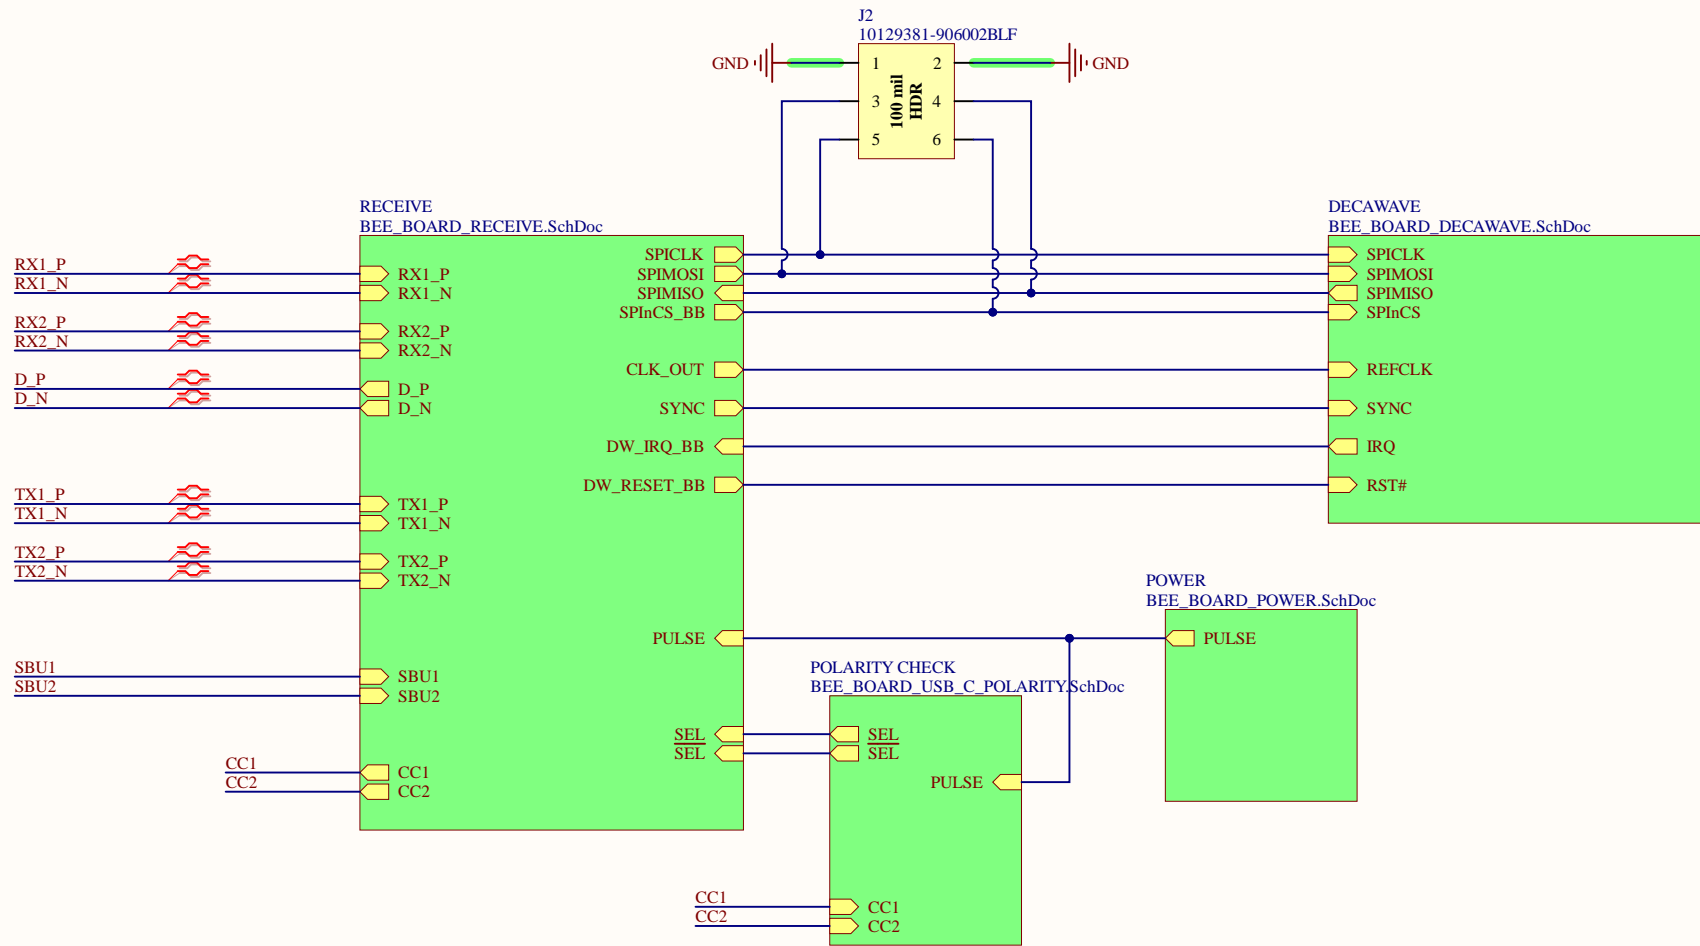 J2
10129381-906002BLF
GND
1
2
GND
3
4
5
6
100 mil
HDR
RECEIVE
BEE_BOARD_RECEIVE.SchDoc
DECAWAVE
BEE_BOARD_DECAWAVE.SchDoc
RX1_P
RX1_N
RX2_P
RX2_N
D_P
D_N
TX1_P
TX1_N
TX2_P
TX2_N
SBU1
SBU2
CC1
CC2
RX1_P
RX1_N
RX2_P
RX2_N
D_P
D_N
TX1_P
TX1_N
TX2_P
TX2_N
SBU1
SBU2
CC1
CC2
SPICLK
SPIMOSI
SPIMISO
SPInCS_BB
CLK_OUT
SYNC
DW_IRQ_BB
DW_RESET_BB
PULSE
SEL
SEL
SPICLK
SPIMOSI
SPIMISO
SPInCS
REFCLK
SYNC
IRQ
RST#
POWER
BEE_BOARD_POWER.SchDoc
PULSE
POLARITY CHECK
BEE_BOARD_USB_C_POLARITY.SchDoc
SEL
SEL
PULSE
CC1
CC2
CC1
CC2